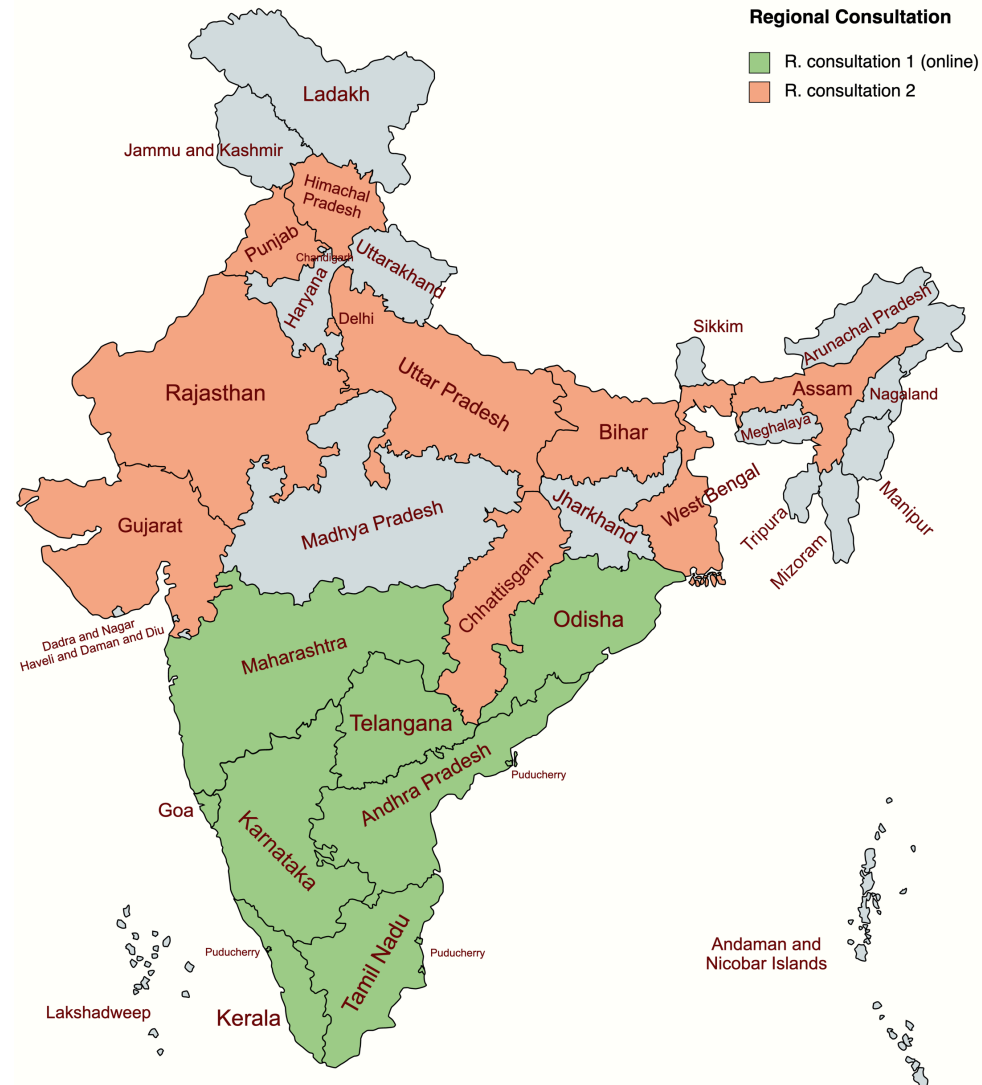 Regional Consultation
R. consultation 1 (online)
R. consultation 2
Ladakh
Jammu and Kashmir
Himachal
Pradesh
Punjab
Chandigarh
Uttarakhand
Haryana
Delhi
Rajasthan
Uttar Pradesh
Bihar
Sikkim
Arunachal Pradesh
Assam
Nagaland
Meghalaya
Manipur
Tripura
Mizoram
West Bengal
Jharkhand
Gujarat
Madhya Pradesh
Chhattisgarh
Odisha
Dadra and Nagar
Haveli and Daman and Diu
Maharashtra
Telangana
Andhra Pradesh
Puducherry
Goa
Karnataka
Puducherry
Tamil Nadu
Puducherry
Andaman and
Nicobar Islands
Lakshadweep
Kerala